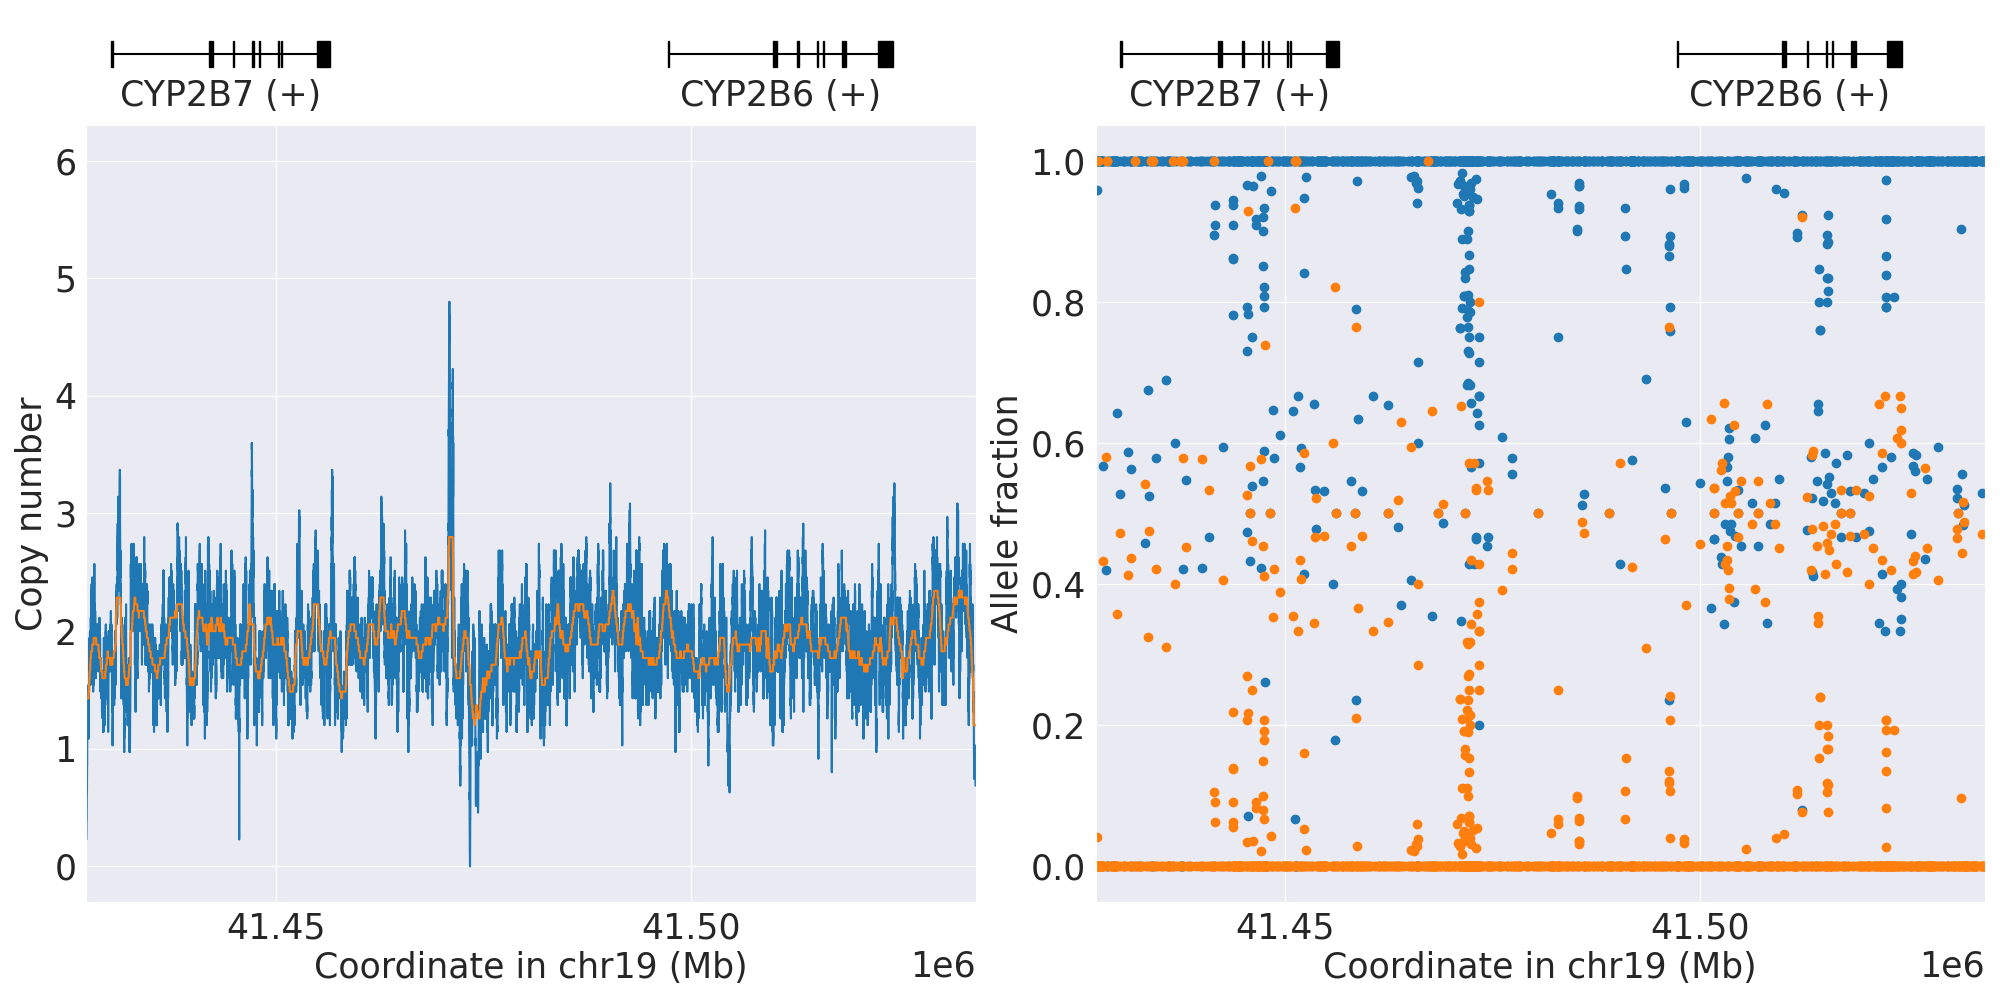 CYP2B7 (+)
CYP2B6 (+)
6
5
4
3
2
1
0
Copy number
41.45
41.50
Coordinate in chr19 (Mb)
1e6
CYP2B7 (+)
CYP2B6 (+)
1.0
0.8
0.6
0.4
0.2
0.0
Allele fraction
41.45
41.50
Coordinate in chr19 (Mb)
1e6